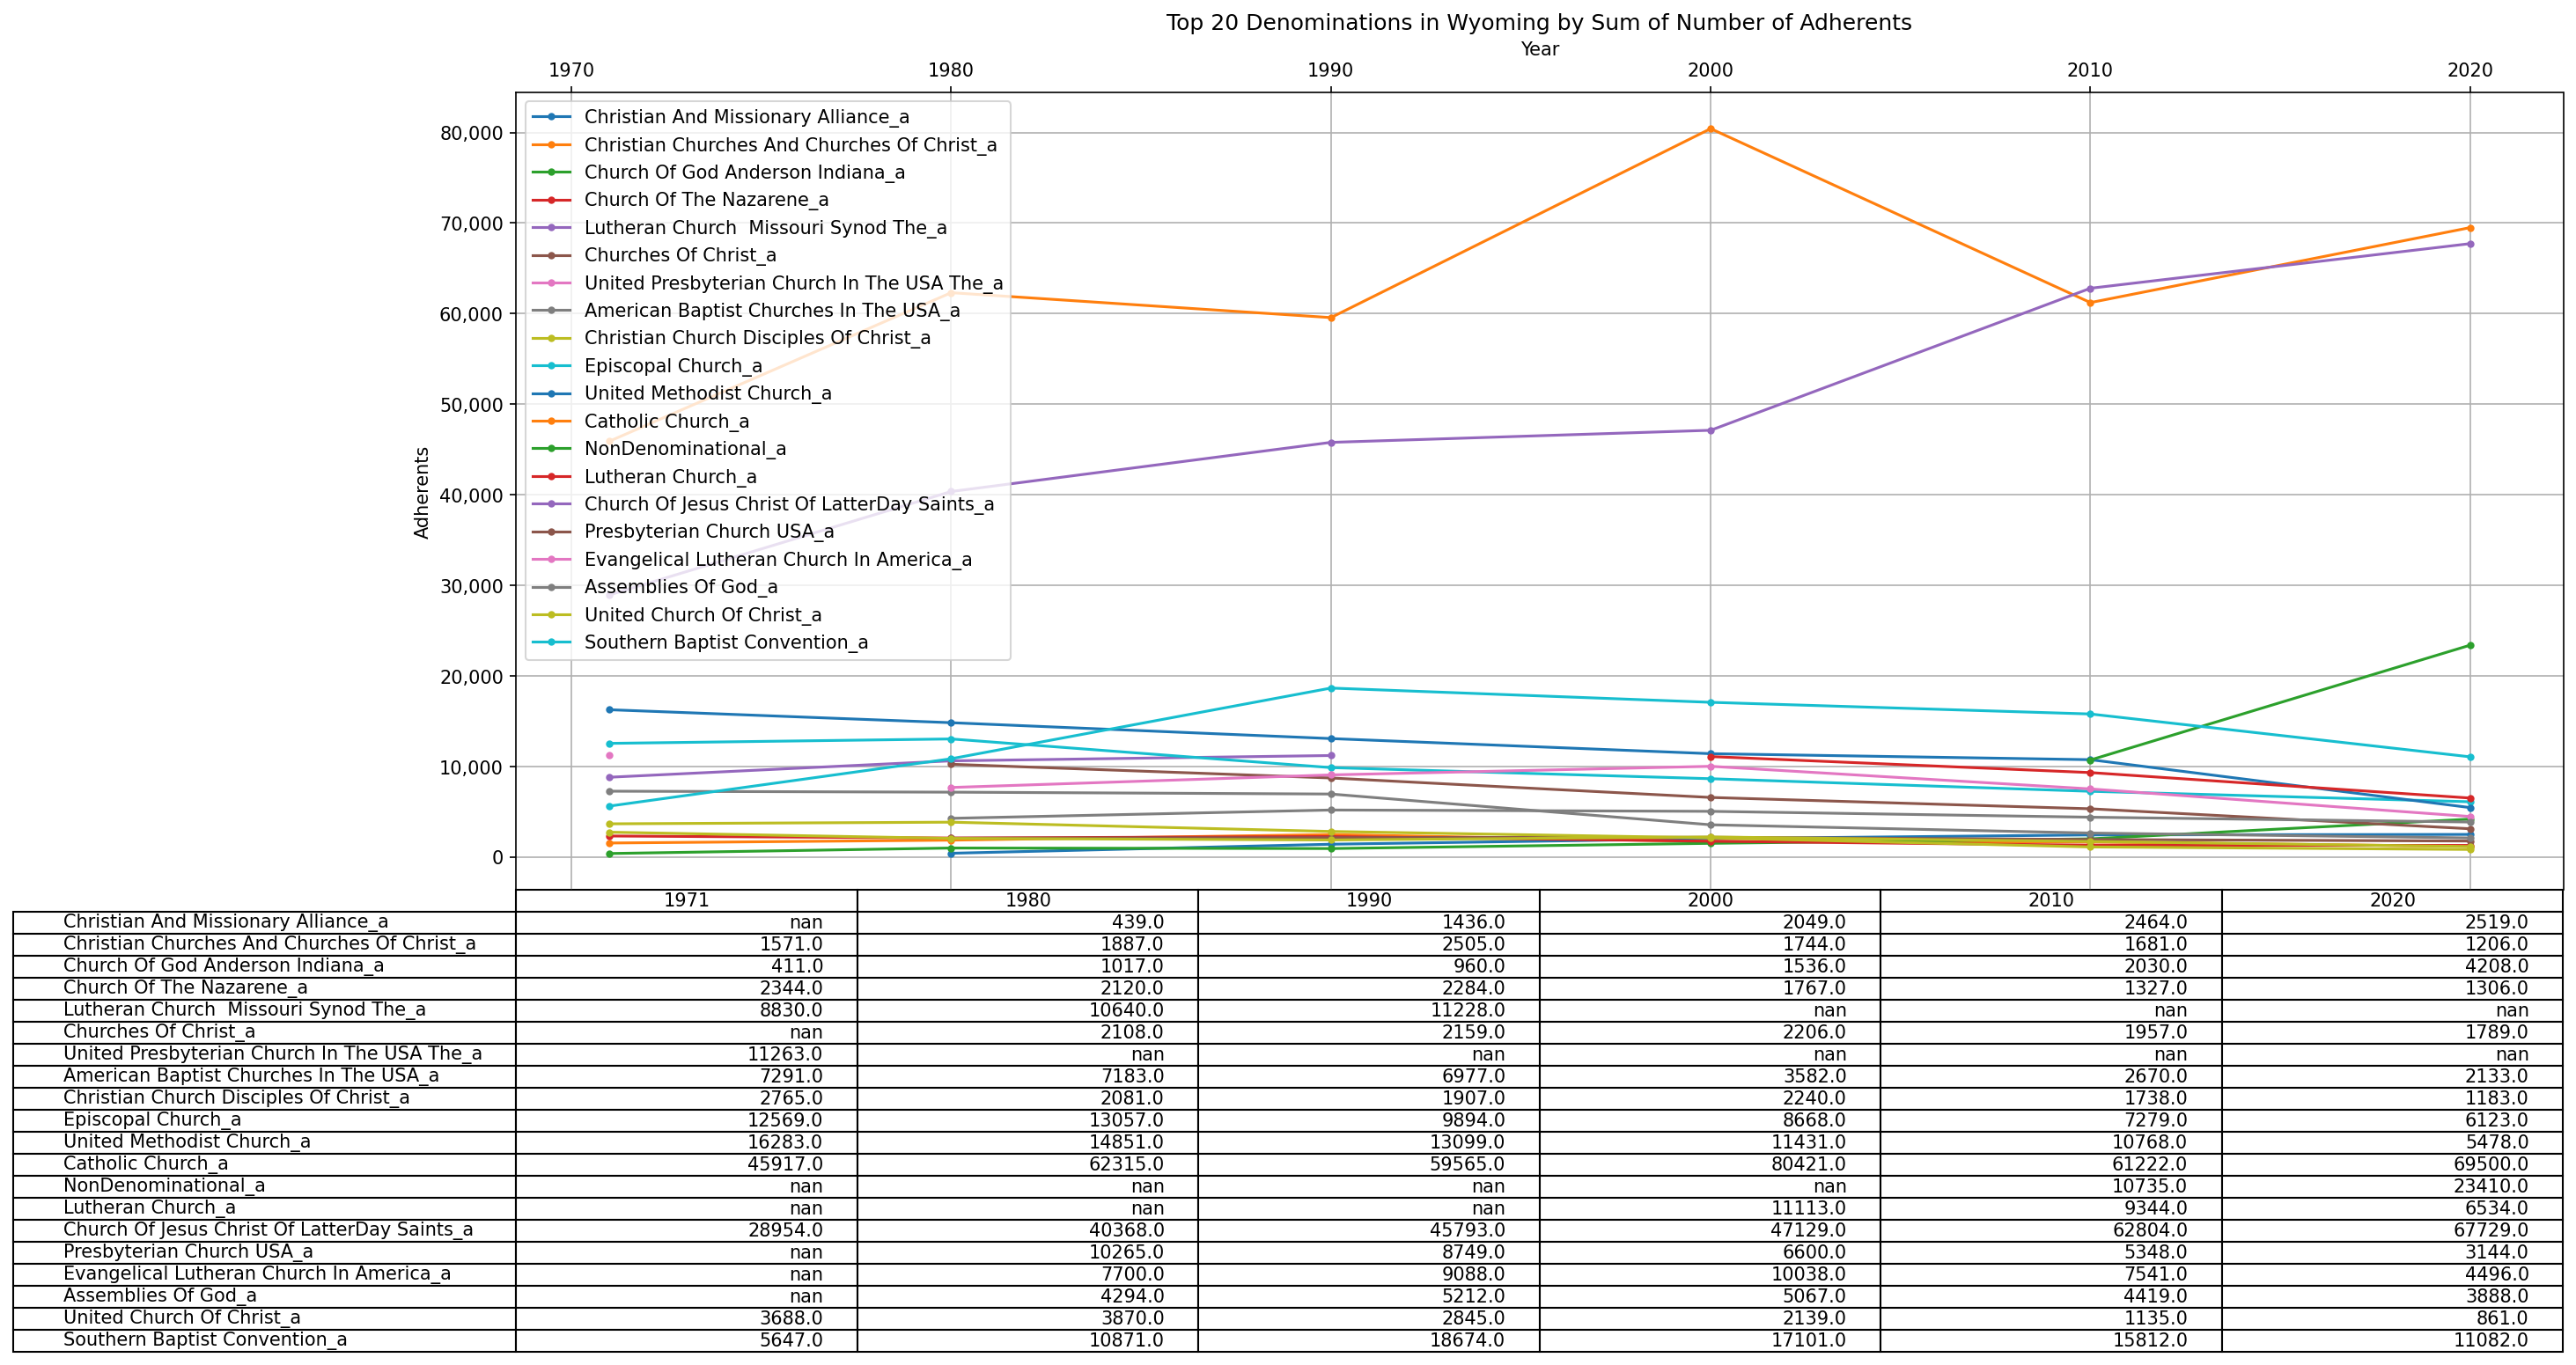 Top 20 Denominations in Wyoming by Sum of Number of Adherents
Year
1970 1980 1990 2000 2010 2020
80,000
70,000
60,000
50,000
40,000
30,000
20,000
10,000
0
Adherents
Christian And Missionary Alliance_a
Christian Churches And Churches Of Christ_a
Church Of God Anderson Indiana_a
Church Of The Nazarene_a
Lutheran Church  Missouri Synod The_a
Churches Of Christ_a
United Presbyterian Church In The USA The_a
American Baptist Churches In The USA_a
Christian Church Disciples Of Christ_a
Episcopal Church_a
United Methodist Church_a
Catholic Church_a
NonDenominational_a
Lutheran Church_a
Church Of Jesus Christ Of LatterDay Saints_a
Presbyterian Church USA_a
Evangelical Lutheran Church In America_a
Assemblies Of God_a
United Church Of Christ_a
Southern Baptist Convention_a
1971 1980 1990 2000 2010 2020
Christian And Missionary Alliance_a nan 439.0 1436.0 2049.0 2464.0 2519.0
Christian Churches And Churches Of Christ_a 1571.0 1887.0 2505.0 1744.0 1681.0 1206.0
Church Of God Anderson Indiana_a 411.0 1017.0 960.0 1536.0 2030.0 4208.0
Church Of The Nazarene_a 2344.0 2120.0 2284.0 1767.0 1327.0 1306.0
Lutheran Church  Missouri Synod The_a 8830.0 10640.0 11228.0 nan nan nan
Churches Of Christ_a nan 2108.0 2159.0 2206.0 1957.0 1789.0
United Presbyterian Church In The USA The_a 11263.0 nan nan nan nan nan
American Baptist Churches In The USA_a 7291.0 7183.0 6977.0 3582.0 2670.0 2133.0
Christian Church Disciples Of Christ_a 2765.0 2081.0 1907.0 2240.0 1738.0 1183.0
Episcopal Church_a 12569.0 13057.0 9894.0 8668.0 7279.0 6123.0
United Methodist Church_a 16283.0 14851.0 13099.0 11431.0 10768.0 5478.0
Catholic Church_a 45917.0 62315.0 59565.0 80421.0 61222.0 69500.0
NonDenominational_a nan nan nan nan 10735.0 23410.0
Lutheran Church_a nan nan nan 11113.0 9344.0 6534.0
Church Of Jesus Christ Of LatterDay Saints_a 28954.0 40368.0 45793.0 47129.0 62804.0 67729.0
Presbyterian Church USA_a nan 10265.0 8749.0 6600.0 5348.0 3144.0
Evangelical Lutheran Church In America_a nan 7700.0 9088.0 10038.0 7541.0 4496.0
Assemblies Of God_a nan 4294.0 5212.0 5067.0 4419.0 3888.0
United Church Of Christ_a 3688.0 3870.0 2845.0 2139.0 1135.0 861.0
Southern Baptist Convention_a 5647.0 10871.0 18674.0 17101.0 15812.0 11082.0